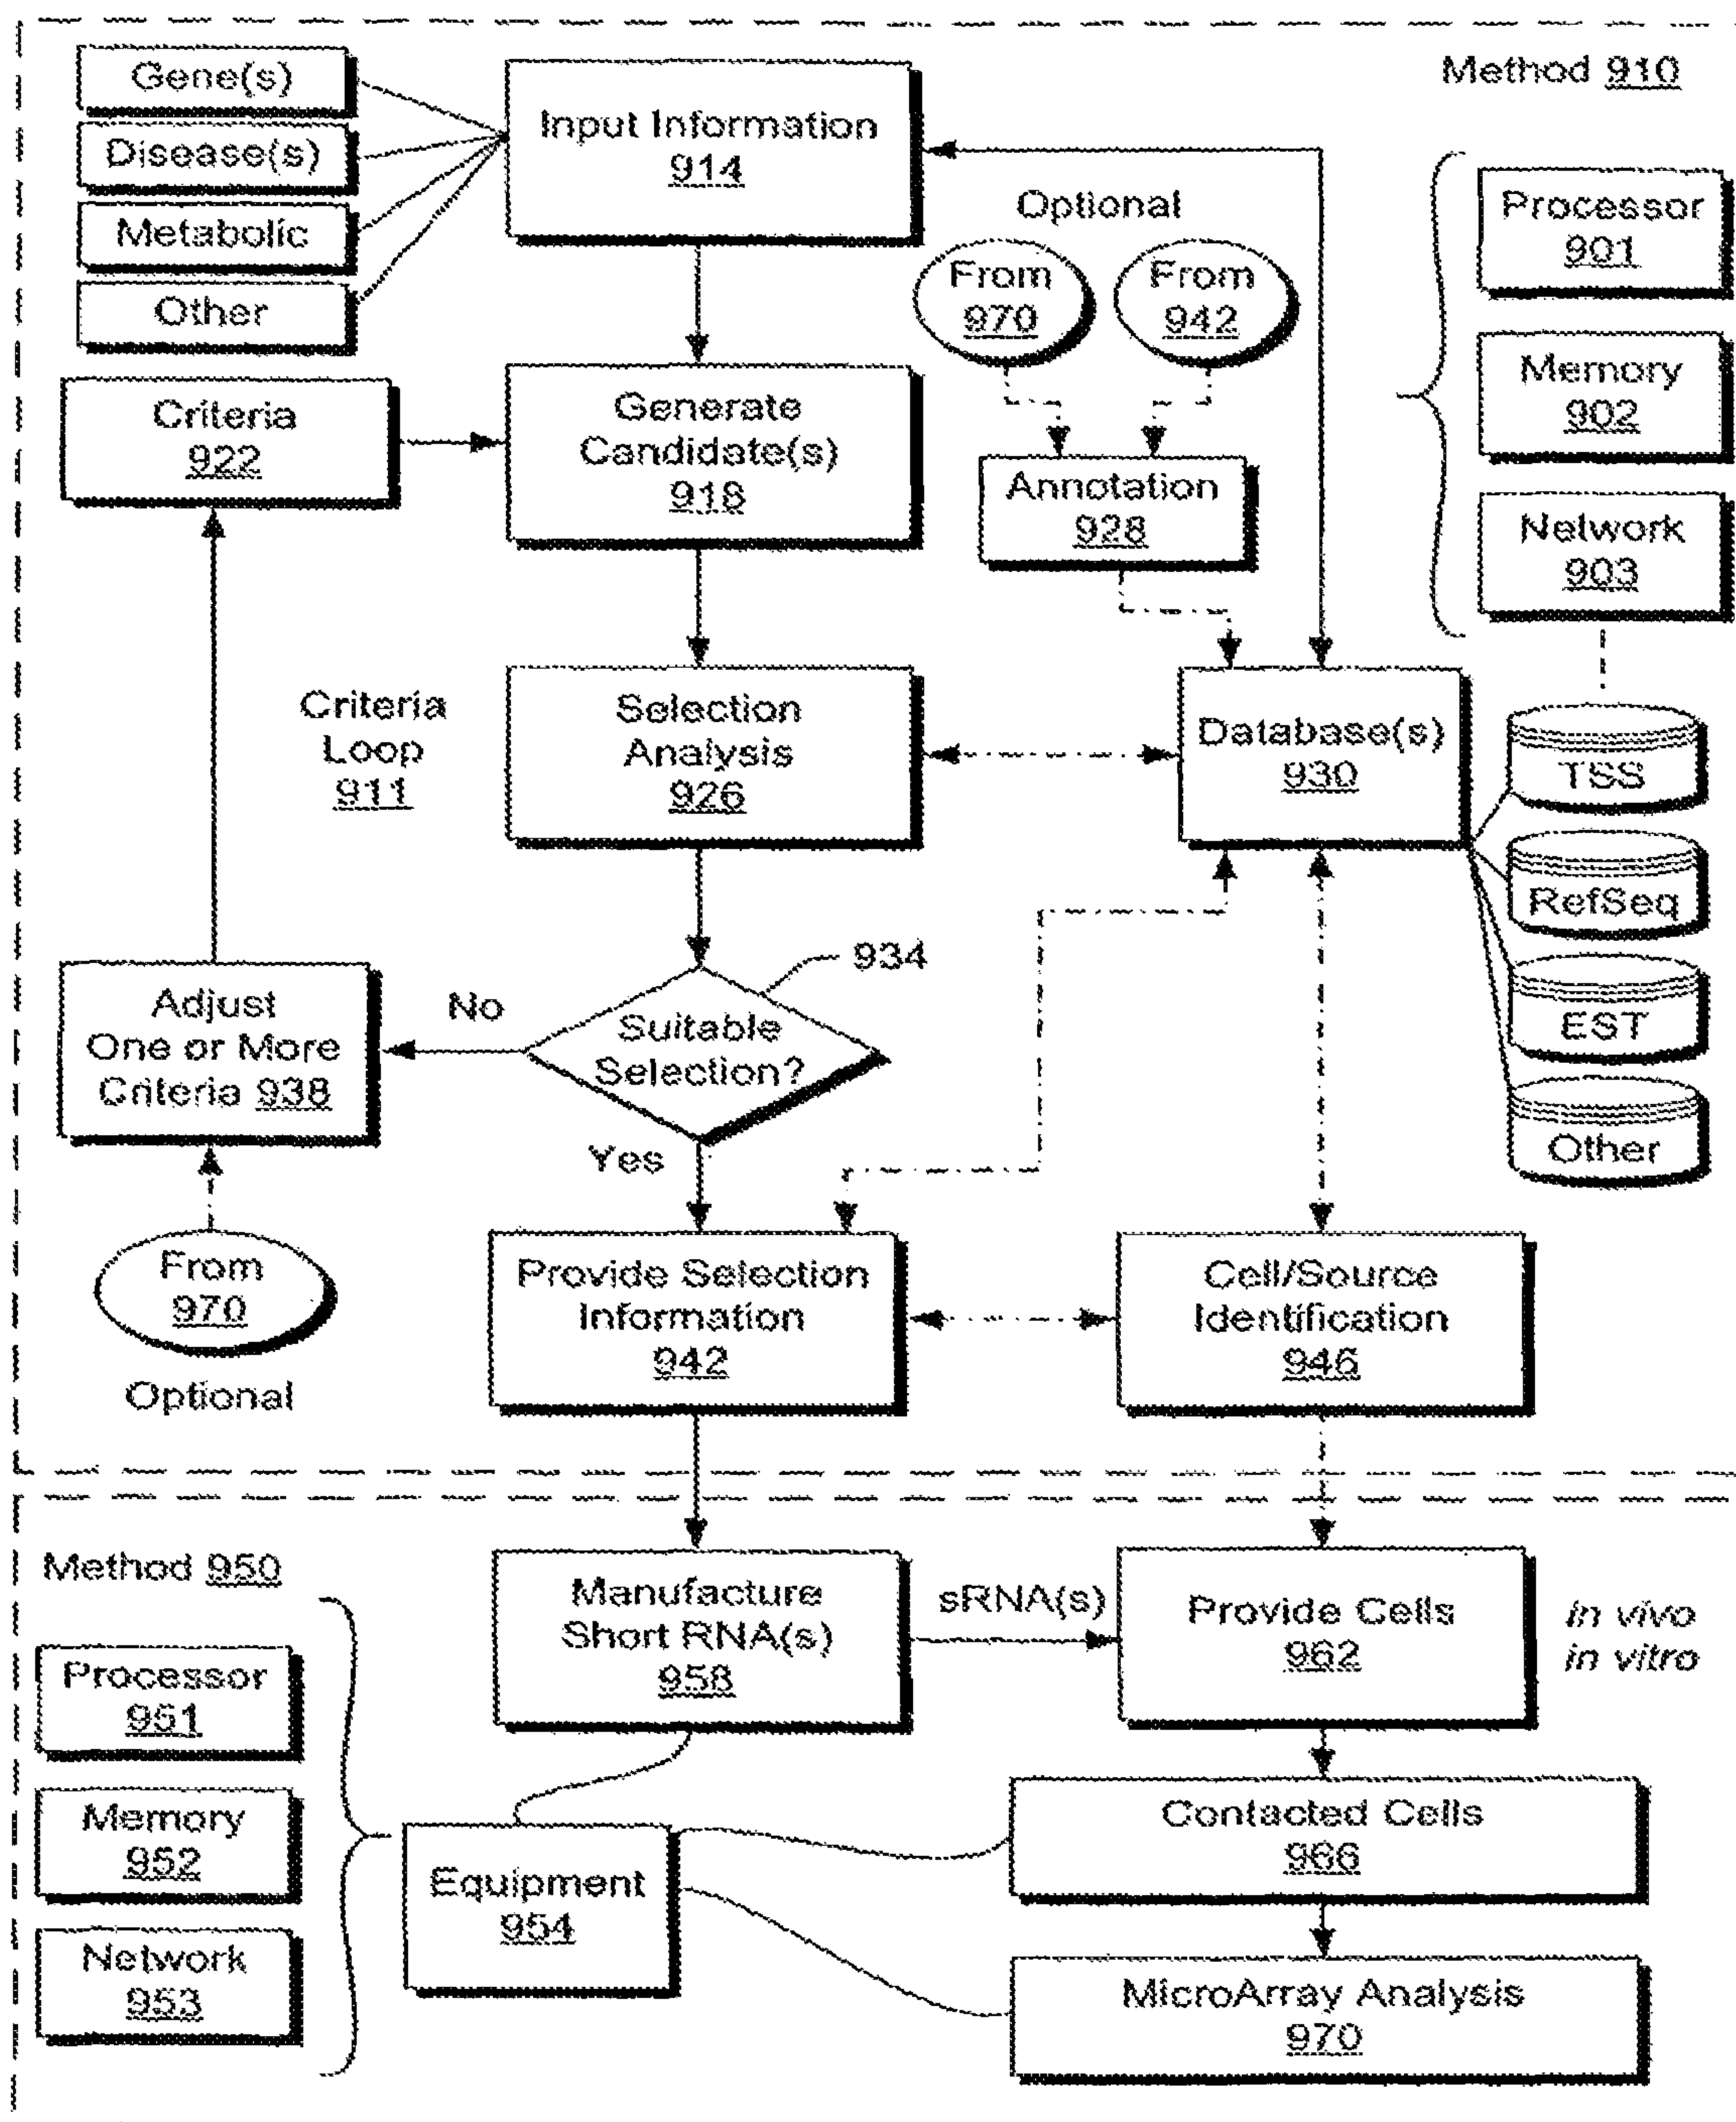 Method 910
Gene(s)
Disease(s)
Metabolic
Other
Input Information
914
Optional
From
970
From
942
Processor
901
Memory
902
Network
903
Criteria
922
Generate
Candidate(s)
918
Annotation
928
Criteria
Loop
911
Selection
Analysis
926
Database(s)
930
TSS
RefSeq
EST
Other
934
Adjust
One or More
Criteria 938
No
Suitable
Selection?
Yes
From
970
Optional
Provide Selection
Information
942
Cell/Source
Identification
946
Method 950
Manufacture
Short RNA(s)
958
sRNA(s)
Provide Cells
962
in vivo
in vitro
Processor
951
Memory
952
Network
953
Equipment
954
Contacted Cells
966
MicroArray Analysis
970